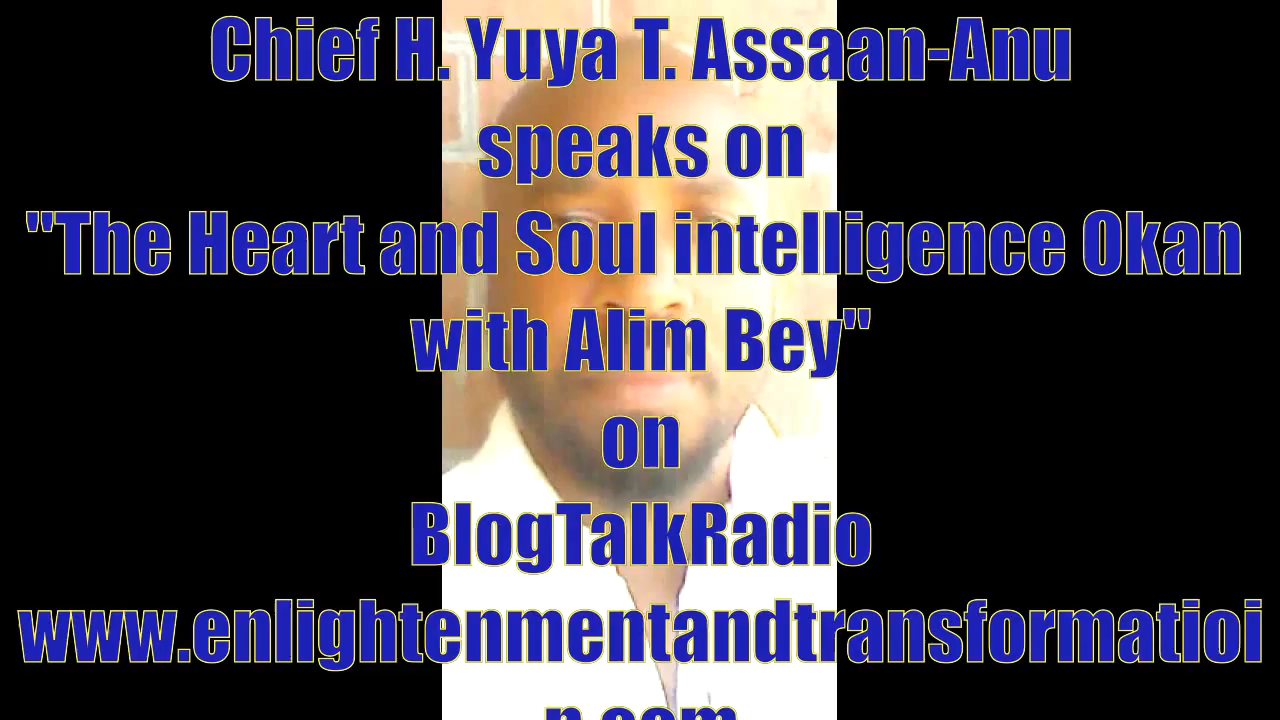 Chief H. Yuya T. Assaan-Anu
speaks on
"The Heart and Soul intelligence Okan
with Alim Bey"
on
BlogTalkRadio
www.enlightenmentandtransformatioi
n.com